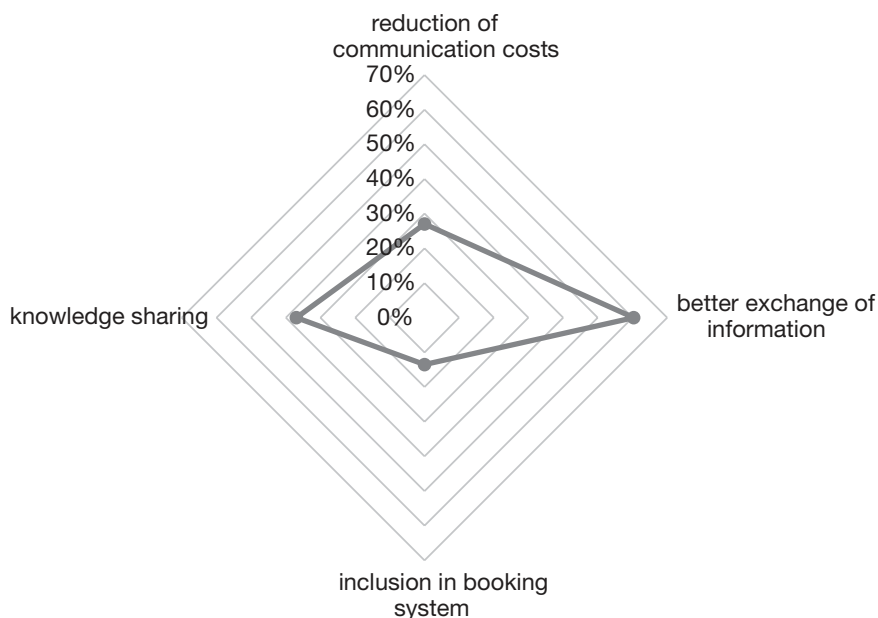 reduction of
communication costs
70%
60%
50%
40%
30%
20%
10%
0%
knowledge sharing
better exchange of
information
inclusion in booking
system